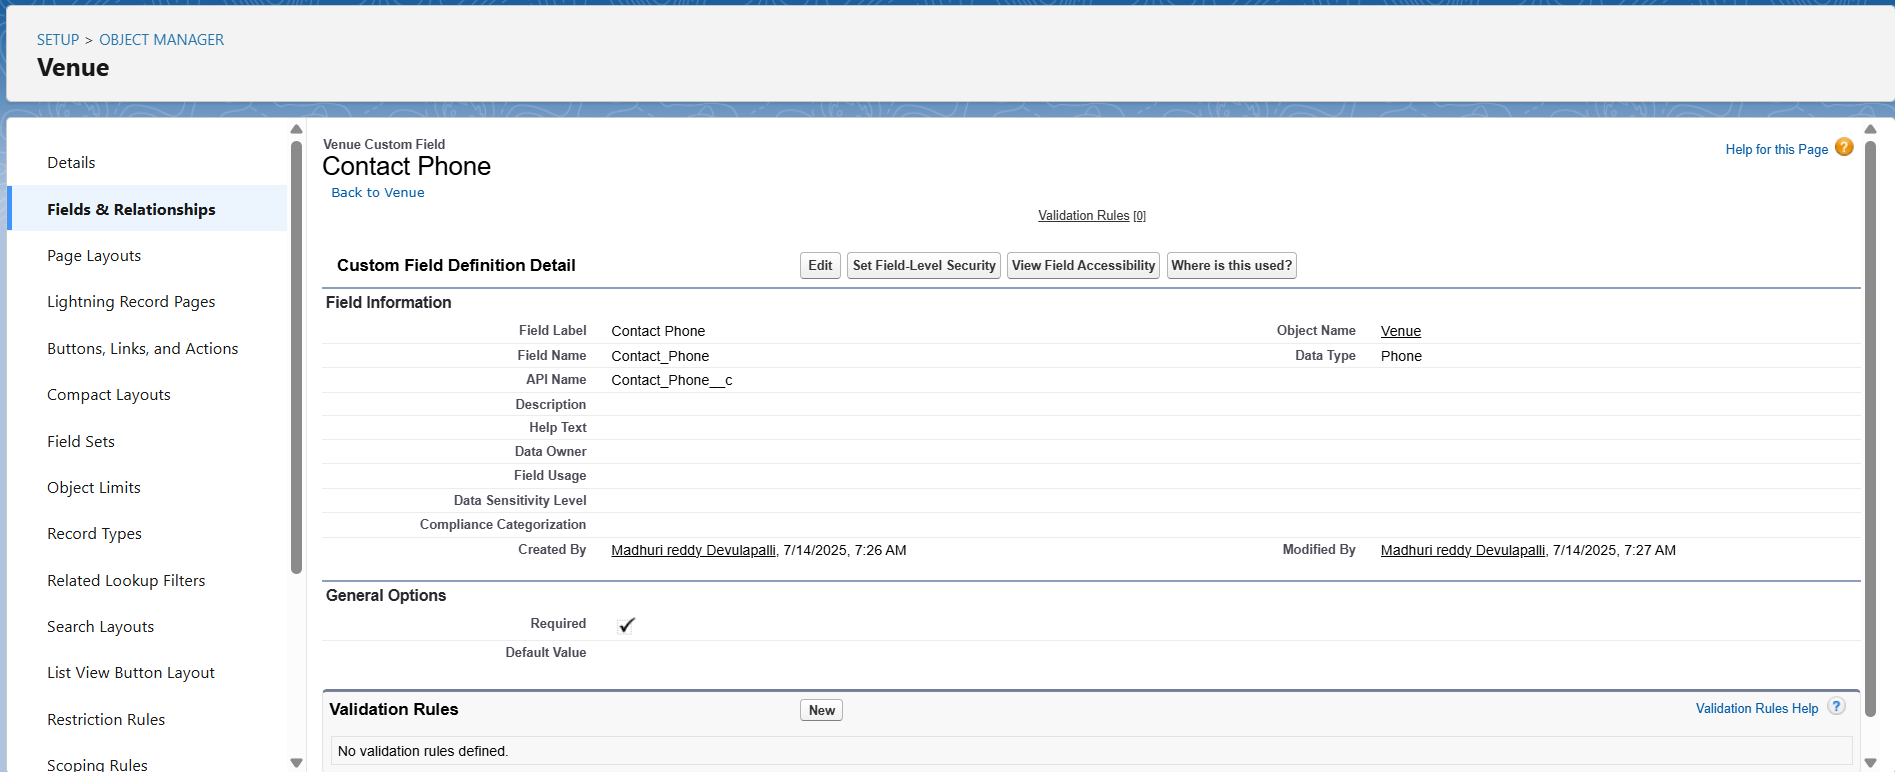 SETUP > OBJECT MANAGER
Venue
Details
Fields & Relationships
Page Layouts
Lightning Record Pages
Buttons, Links, and Actions
Compact Layouts
Field Sets
Object Limits
Record Types
Related Lookup Filters
Search Layouts
List View Button Layout
Restriction Rules
Scoping Rules
Venue Custom Field
Contact Phone
Back to Venue
Help for this Page ?
Validation Rules [0]
Custom Field Definition Detail Edit Set Field-Level Security View Field Accessibility Where is this used?
Field Information
Field Label Contact Phone Object Name Venue
Field Name Contact_Phone Data Type Phone
API Name Contact_Phone__c
Description
Help Text
Data Owner
Field Usage
Data Sensitivity Level
Compliance Categorization
Created By Madhuri reddy Devulapalli, 7/14/2025, 7:26 AM Modified By Madhuri reddy Devulapalli, 7/14/2025, 7:27 AM
General Options
Required
Default Value
Validation Rules New Validation Rules Help ?
No validation rules defined.